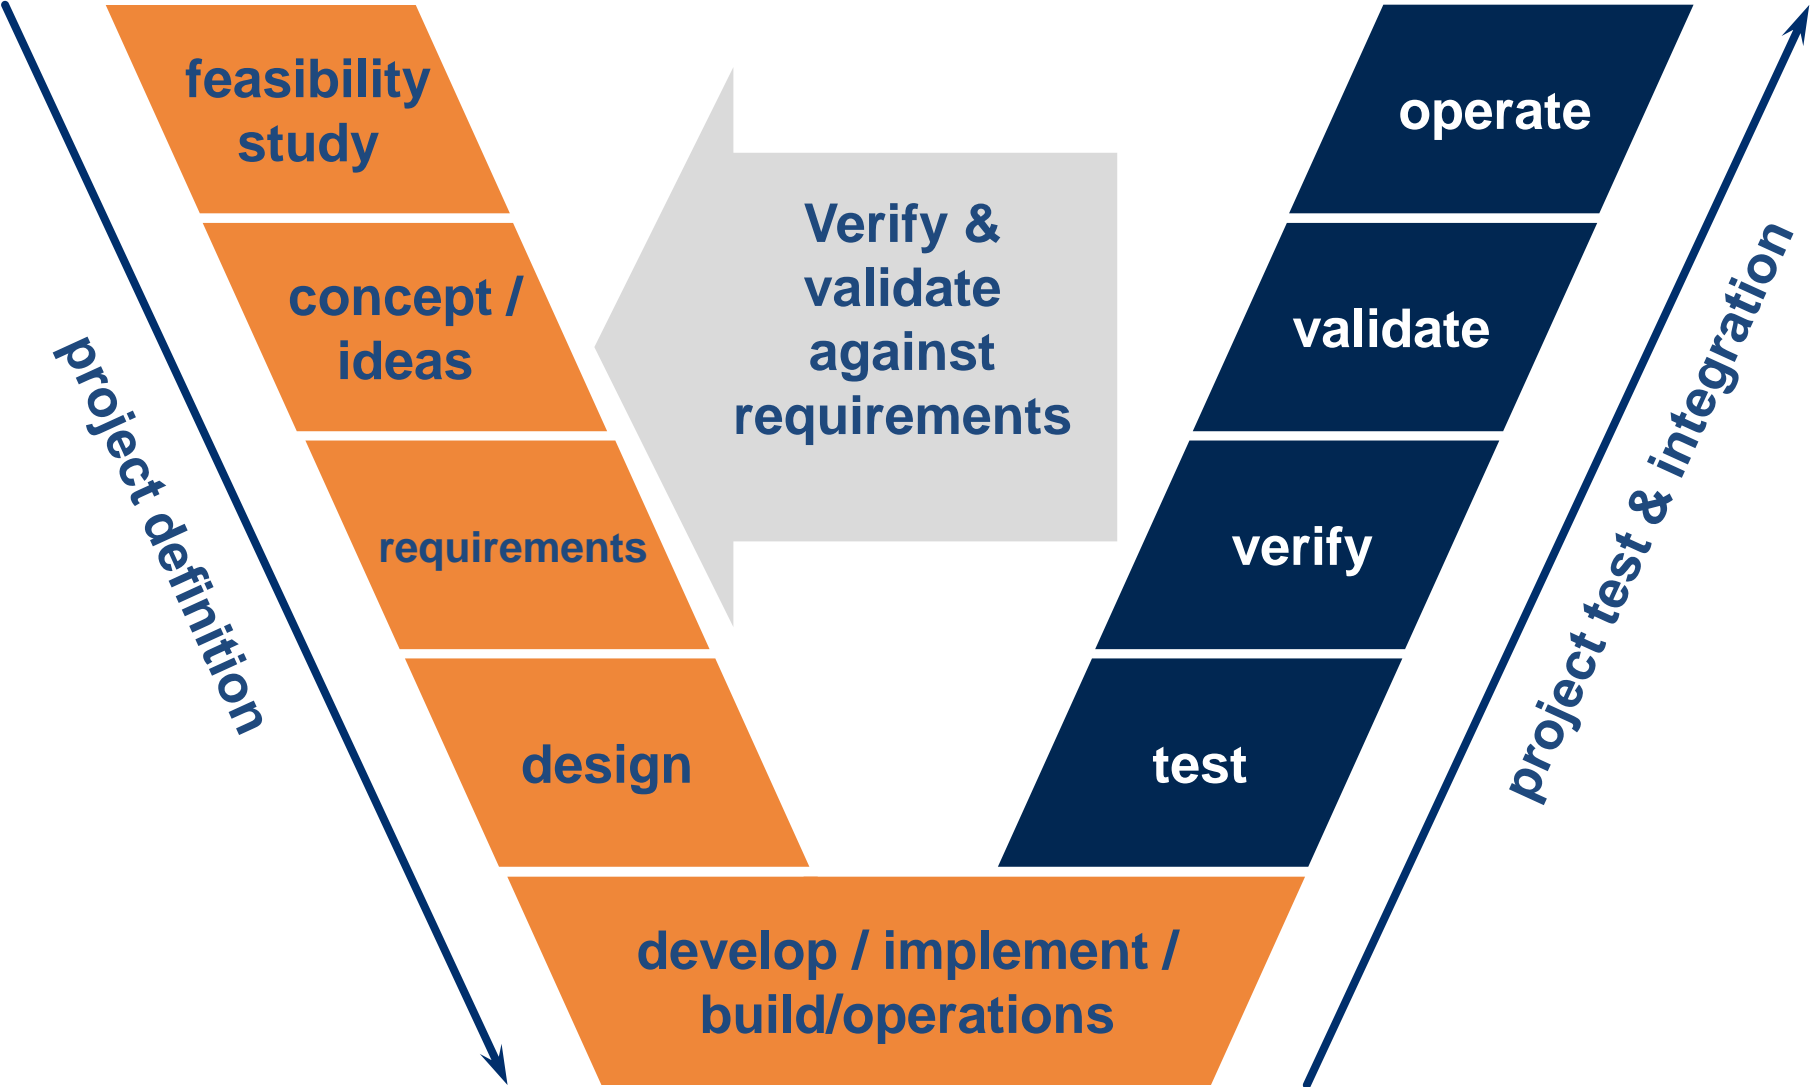 feasibility
study
concept /
ideas
requirements
design
develop / implement /
build/operations
project definition
Verify &
validate
against
requirements
operate
validate
verify
test
project test & integration